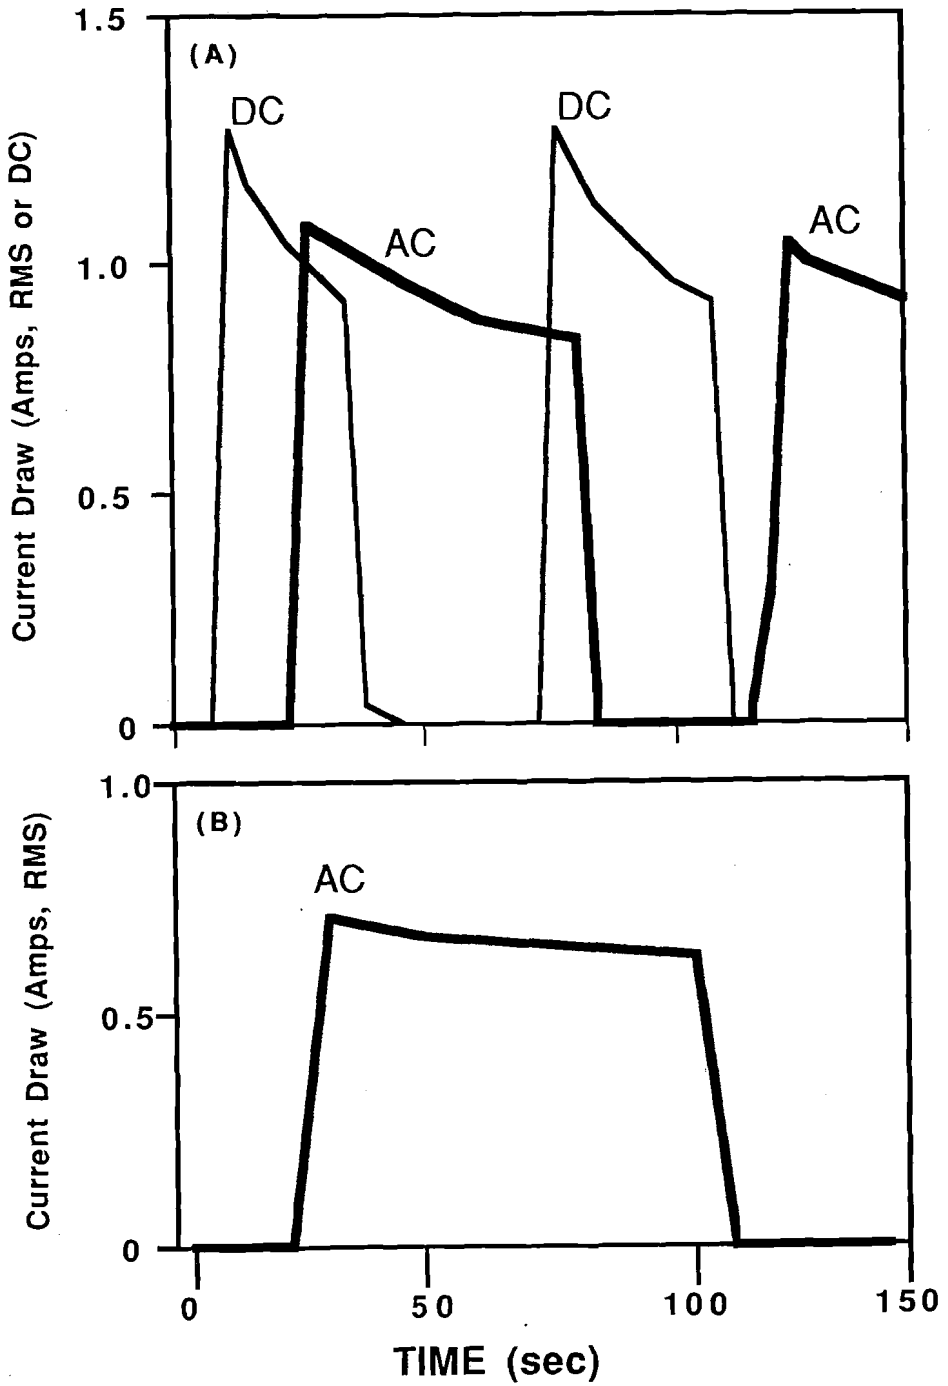 1.5
(A)
DC
DC
AC
AC
1.0
0.5
0
Current Draw (Amps, RMS or DC)
1.0
(B)
AC
0.5
0
Current Draw (Amps, RMS)
0 50 100 150
TIME (sec)